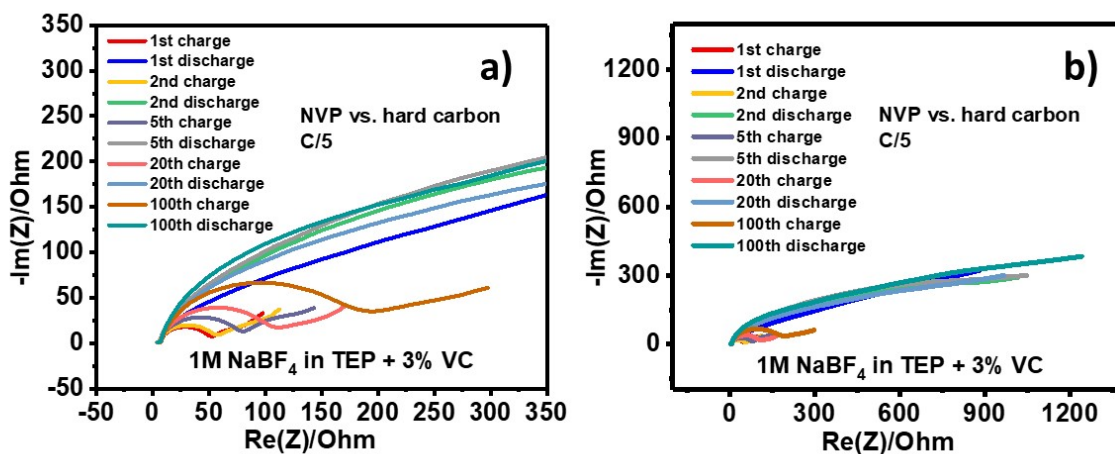 a)
-Im(Z)/Ohm
350
300
250
200
150
100
50
0
-50
1st charge
1st discharge
2nd charge
2nd discharge
5th charge
5th discharge
20th charge
20th discharge
100th charge
100th discharge
NVP vs. hard carbon
C/5
1M NaBF4 in TEP + 3% VC
-50 0 50 100 150 200 250 300 350
Re(Z)/Ohm
b)
-Im(Z)/Ohm
1200
900
600
300
0
1st charge
1st discharge
2nd charge
2nd discharge
5th charge
5th discharge
20th charge
20th discharge
100th charge
100th discharge
NVP vs. hard carbon
C/5
1M NaBF4 in TEP + 3% VC
0 300 600 900 1200
Re(Z)/Ohm